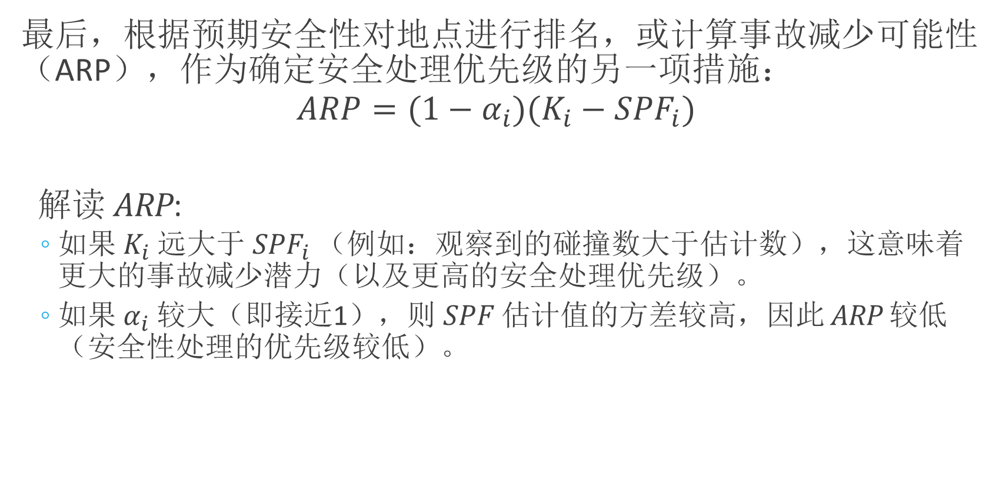 最后，根据预期安全性对地点进行排名，或计算事故减少可能性
（ARP），作为确定安全处理优先级的另一项措施：
ARP = (1 − αᵢ)(Kᵢ − SPFᵢ)
解读 ARP:
◦ 如果 Kᵢ 远大于 SPFᵢ（例如：观察到的碰撞数大于估计数），这意味着
更大的事故减少潜力（以及更高的安全处理优先级）。
◦ 如果 αᵢ 较大（即接近1），则 SPF 估计值的方差较高，因此 ARP 较低
（安全性处理的优先级较低）。